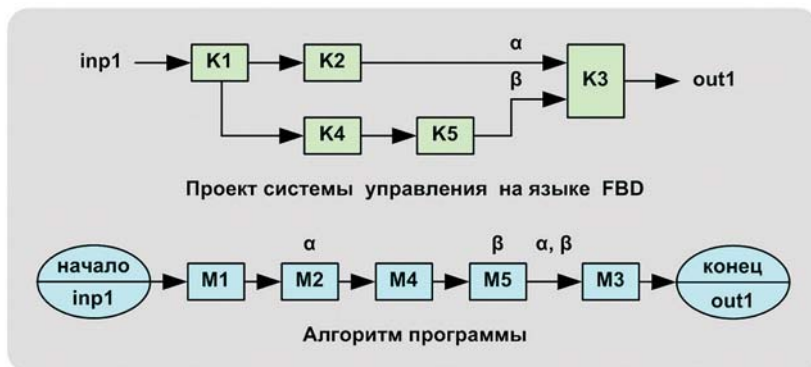 α
inp1 K1 K2 K3 out1
β
K4 K5
Проект системы управления на языке FBD
α β α, β
начало M1 M2 M4 M5 M3 конец
inp1 out1
Алгоритм программы